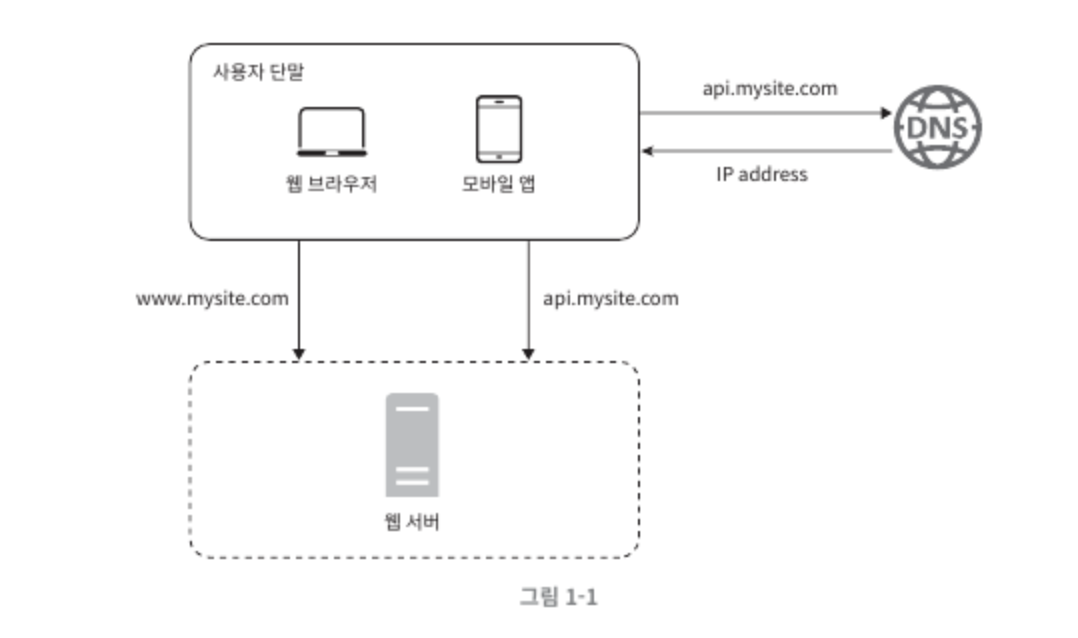 사용자 단말
웹 브라우저
모바일 앱
api.mysite.com
DNS
IP address
www.mysite.com
api.mysite.com
웹 서버
그림 1-1